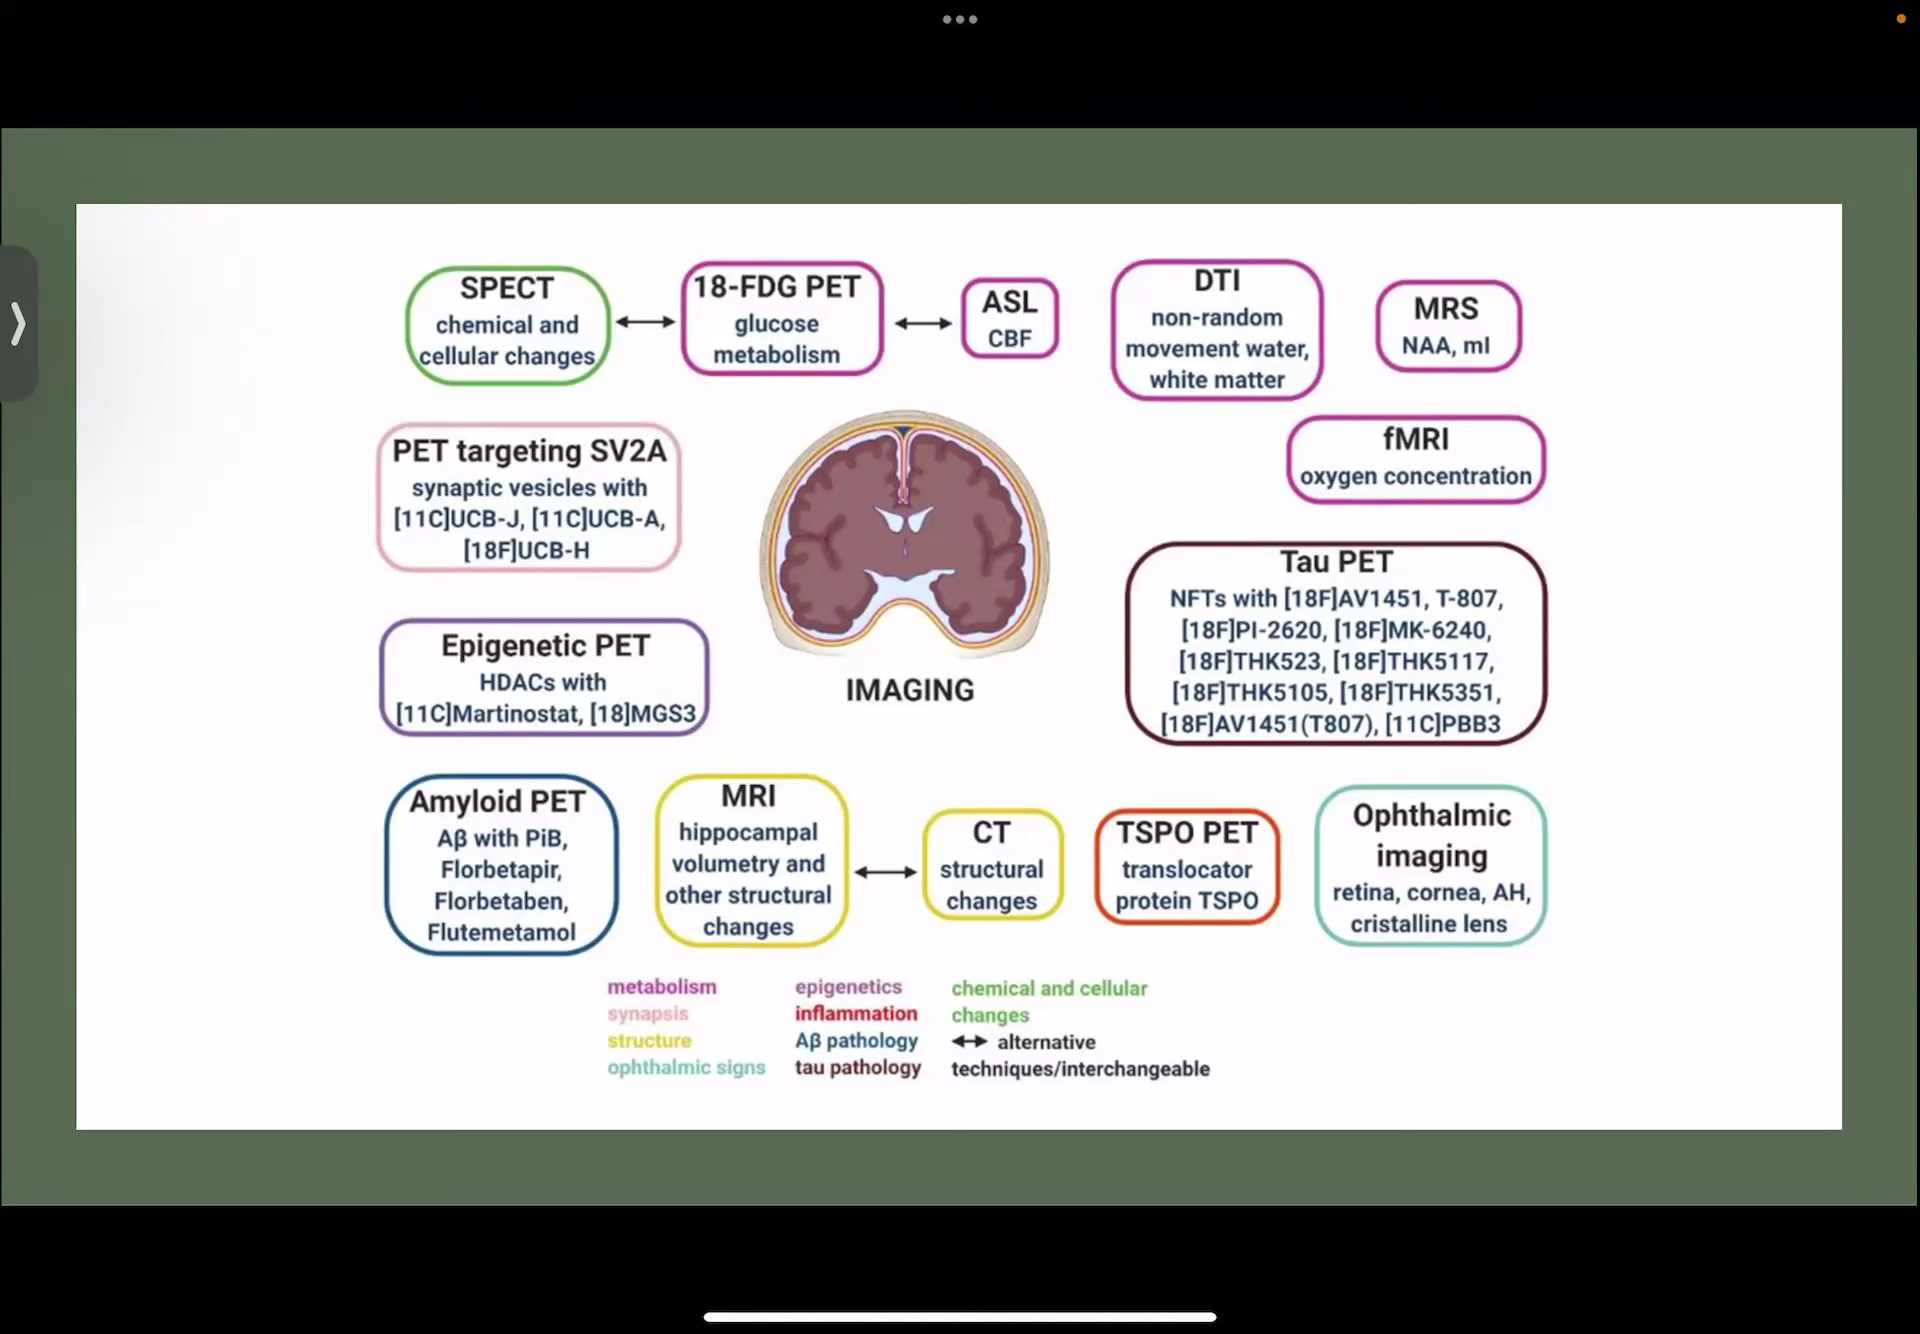 SPECT
chemical and
cellular changes
18-FDG PET
glucose
metabolism
ASL
CBF
DTI
non-random
movement water,
white matter
MRS
NAA, mI
PET targeting SV2A
synaptic vesicles with
[11C]UCB-J, [11C]UCB-A,
[18F]UCB-H
fMRI
oxygen concentration
Epigenetic PET
HDACs with
[11C]Martinostat, [18]MGS3
IMAGING
Tau PET
NFTs with [18F]AV1451, T-807,
[18F]PI-2620, [18F]MK-6240,
[18F]THK523, [18F]THK5117,
[18F]THK5105, [18F]THK5351,
[18F]AV1451(T807), [11C]PBB3
Amyloid PET
Aβ with PiB,
Florbetapir,
Florbetaben,
Flutemetamol
MRI
hippocampal
volumetry and
other structural
changes
CT
structural
changes
TSPO PET
translocator
protein TSPO
Ophthalmic
imaging
retina, cornea, AH,
cristalline lens
metabolism
synapsis
structure
ophthalmic signs
epigenetics
inflammation
Aβ pathology
tau pathology
chemical and cellular
changes
↔ alternative
techniques/interchangeable